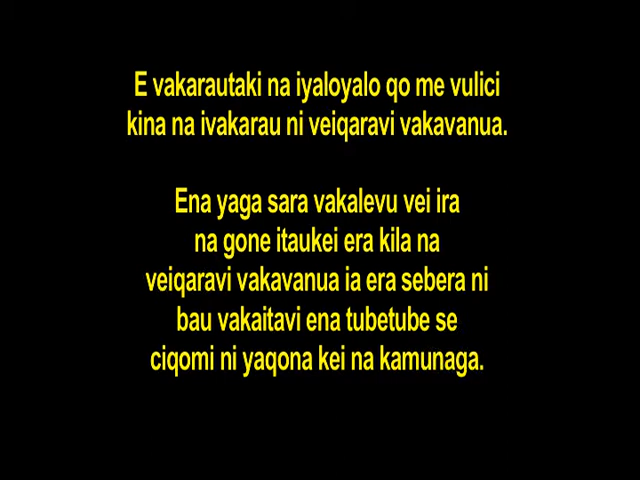 E vakarautaki na iyaloyalo qo me vulici
kina na ivakarau ni veiqaravi vakavanua.
Ena yaga sara vakalevu vei ira
na gone itaukei era kila na
veiqaravi vakavanua ia era sebera ni
bau vakaitavi ena tubetube se
ciqomi ni yaqona kei na kamunaga.